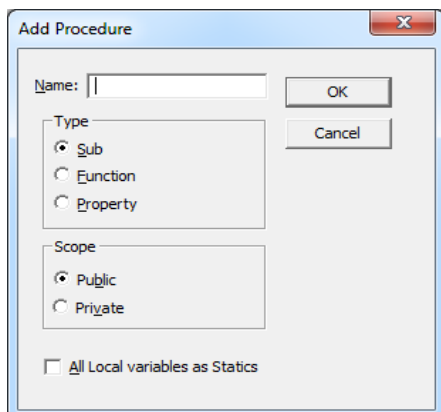 Add Procedure
Name:
OK
Cancel
Type
Sub
Function
Property
Scope
Public
Private
All Local variables as Statics